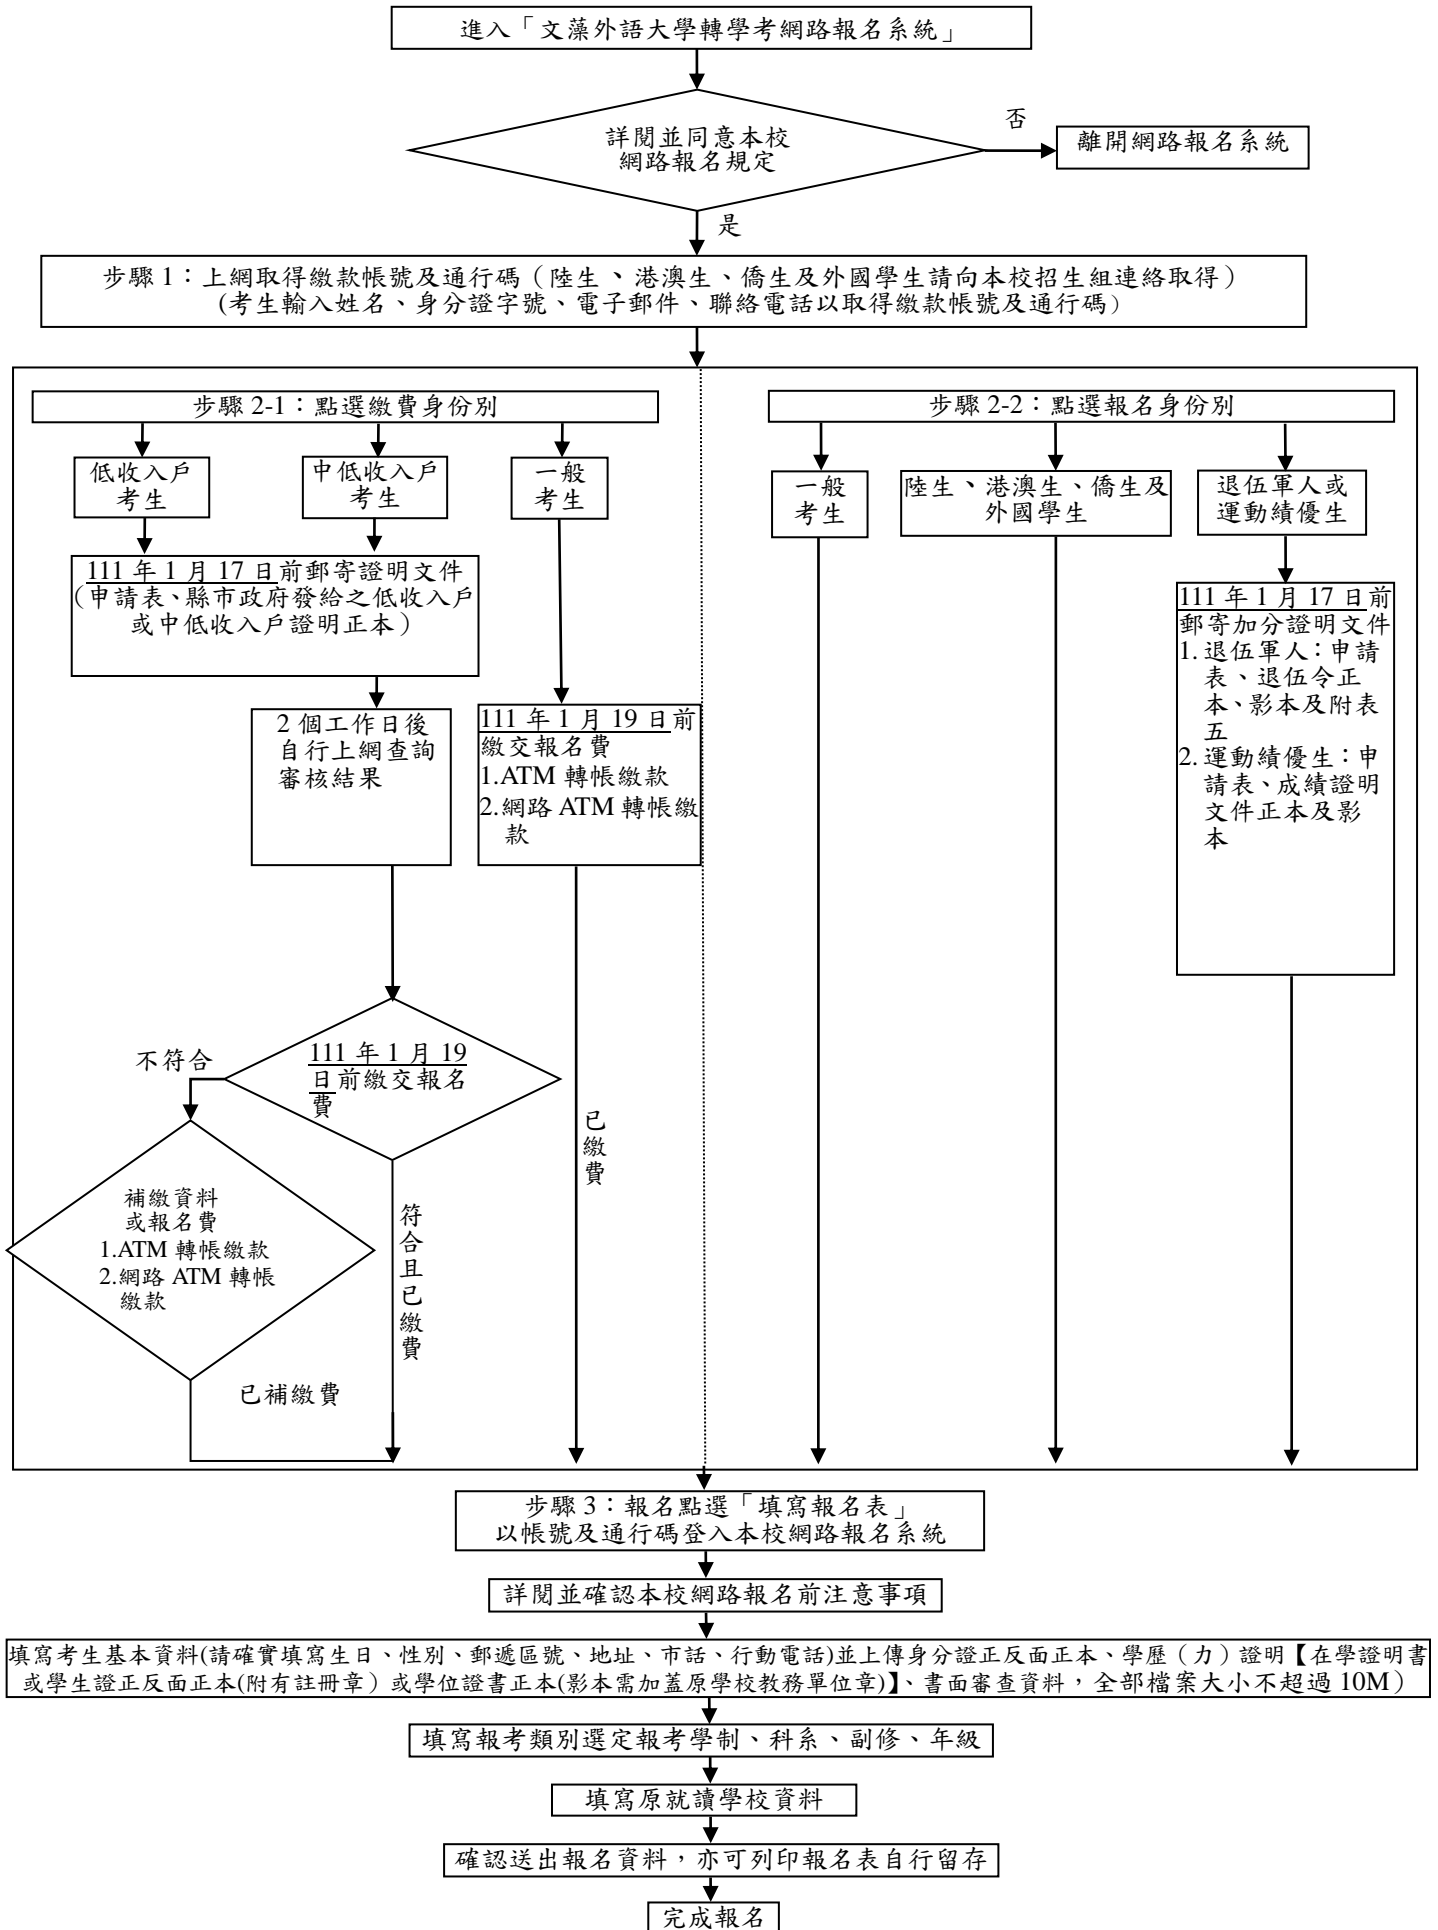 進入「文藻外語大學轉學考網路報名系統」
詳閱並同意本校
網路報名規定
否
離開網路報名系統
是
步驟 1：上網取得繳款帳號及通行碼（陸生、港澳生、僑生及外國學生請向本校招生組連絡取得）
(考生輸入姓名、身分證字號、電子郵件、聯絡電話以取得繳款帳號及通行碼）
步驟 2-1：點選繳費身份別
低收入戶
考生
中低收入戶
考生
一般
考生
111 年 1 月 17 日前郵寄證明文件
（申請表、縣市政府發給之低收入戶
或中低收入戶證明正本）
2 個工作日後
自行上網查詢
審核結果
111 年 1 月 19 日前
繳交報名費
1.ATM 轉帳繳款
2.網路 ATM 轉帳繳
款
111 年 1 月 19
日前繳交報名
費
不符合
補繳資料
或報名費
1.ATM 轉帳繳款
2.網路 ATM 轉帳
繳款
符合且已繳費
已繳費
已補繳費
步驟 2-2：點選報名身份別
一般
考生
陸生、港澳生、僑生及
外國學生
退伍軍人或
運動績優生
111 年 1 月 17 日前
郵寄加分證明文件
1. 退伍軍人：申請
表、退伍令正
本、影本及附表
五
2. 運動績優生：申
請表、成績證明
文件正本及影
本
步驟 3：報名點選「填寫報名表」
以帳號及通行碼登入本校網路報名系統
詳閱並確認本校網路報名前注意事項
填寫考生基本資料(請確實填寫生日、性別、郵遞區號、地址、市話、行動電話)並上傳身分證正反面正本、學歷（力）證明【在學證明書
或學生證正反面正本(附有註冊章）或學位證書正本(影本需加蓋原學校教務單位章)】、書面審查資料，全部檔案大小不超過 10M）
填寫報考類別選定報考學制、科系、副修、年級
填寫原就讀學校資料
確認送出報名資料，亦可列印報名表自行留存
完成報名